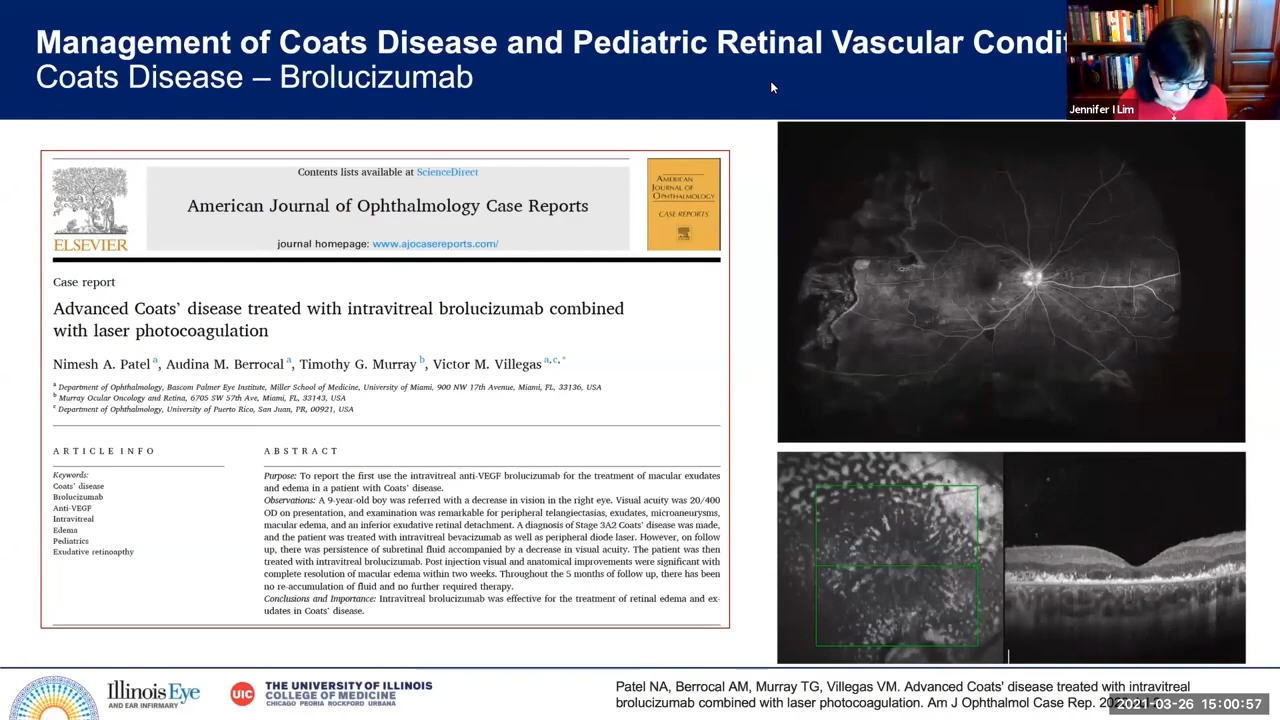 Management of Coats Disease and Pediatric Retinal Vascular
Coats Disease – Brolucizumab
Jennifer I Lim
Contents lists available at ScienceDirect
American Journal of Ophthalmology Case Reports
journal homepage: www.ajocasereports.com/
ELSEVIER
AMERICAN
JOURNAL OF
OPHTHALMOLOGY
CASE REPORTS
Case report
Advanced Coats' disease treated with intravitreal brolucizumab combined
with laser photocoagulation
Nimesh A. Patel a, Audina M. Berrocal a, Timothy G. Murray b, Victor M. Villegas a,c,*
a Department of Ophthalmology, Bascom Palmer Eye Institute, Miller School of Medicine, University of Miami, 900 NW 17th Avenue, Miami, FL, 33136, USA
b Murray Ocular Oncology and Retina, 6705 SW 57th Ave, Miami, FL, 33143, USA
c Department of Ophthalmology, University of Puerto Rico, San Juan, PR, 00921, USA
ARTICLE INFO
Keywords:
Coats' disease
Brolucizumab
Anti-VEGF
Intravitreal
Edema
Pediatrics
Exudative retinoapthy
ABSTRACT
Purpose: To report the first use the intravitreal anti-VEGF brolucizumab for the treatment of macular exudates
and edema in a patient with Coats' disease.
Observations: A 9-year-old boy was referred with a decrease in vision in the right eye. Visual acuity was 20/400
OD on presentation, and examination was remarkable for peripheral telangiectasias, exudates, microaneurysms,
macular edema, and an inferior exudative retinal detachment. A diagnosis of Stage 3A2 Coats' disease was made,
and the patient was treated with intravitreal bevacizumab as well as peripheral diode laser. However, on follow
up, there was persistence of subretinal fluid accompanied by a decrease in visual acuity. The patient was then
treated with intravitreal brolucizumab. Post injection visual and anatomical improvements were significant with
complete resolution of macular edema within two weeks. Throughout the 5 months of follow up, there has been
no re-accumulation of fluid and no further required therapy.
Conclusions and Importance: Intravitreal brolucizumab was effective for the treatment of retinal edema and ex-
udates in Coats' disease.
Illinois Eye
AND EAR INFIRMARY
UIC
THE UNIVERSITY OF ILLINOIS
COLLEGE OF MEDICINE
CHICAGO PEORIA ROCKFORD URBANA
Patel NA, Berrocal AM, Murray TG, Villegas VM. Advanced Coats' disease treated with intravitreal
brolucizumab combined with laser photocoagulation. Am J Ophthalmol Case Rep.
2021-03-26 15:00:57